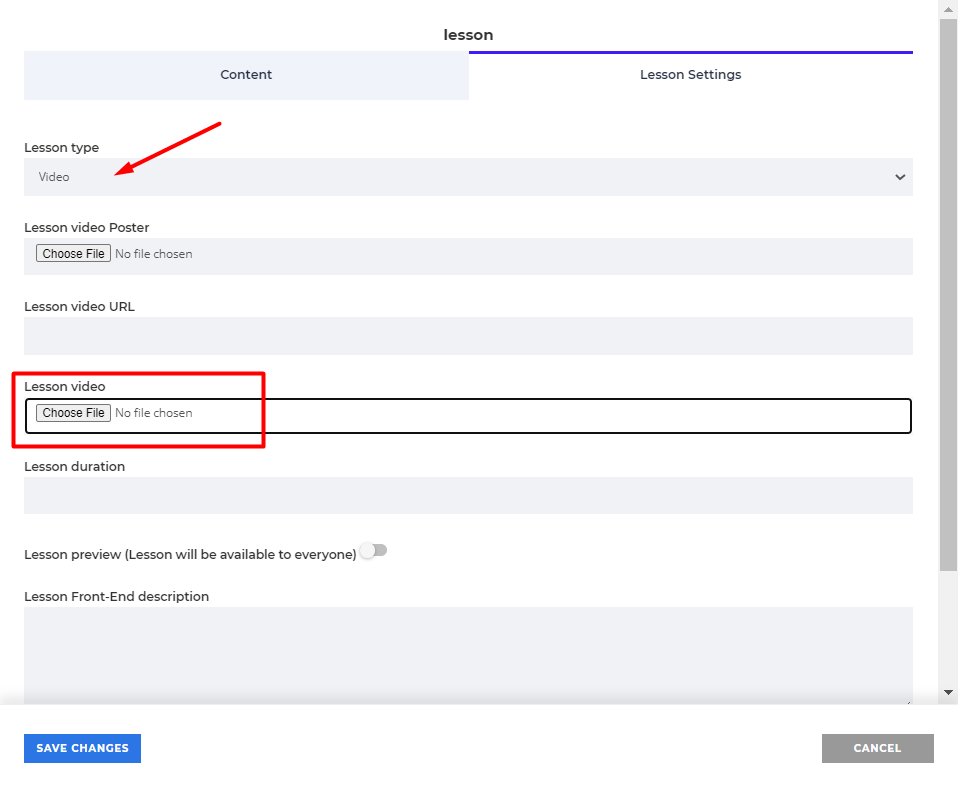 lesson
Content
Lesson Settings
Lesson type
Video
Lesson video Poster
Choose File No file chosen
Lesson video URL
Lesson video
Choose File No file chosen
Lesson duration
Lesson preview (Lesson will be available to everyone)
Lesson Front-End description
SAVE CHANGES
CANCEL